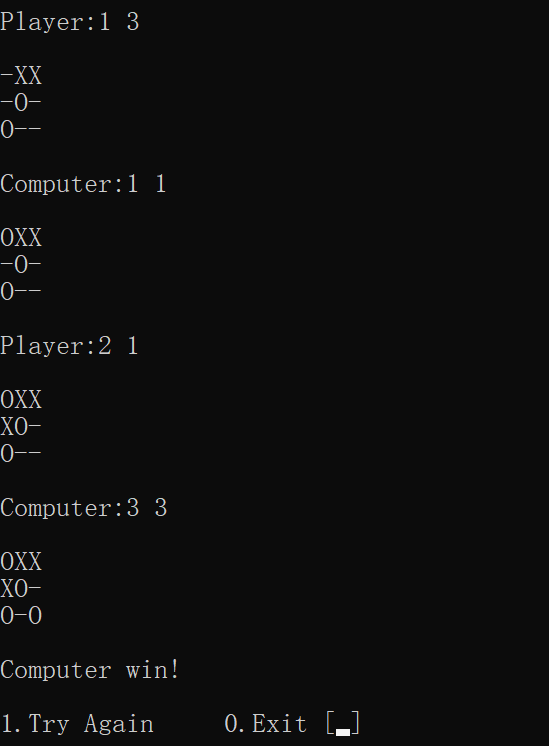 Player:1 3
-XX
-O-
O--
Computer:1 1
OXX
-O-
O--
Player:2 1
OXX
XO-
O--
Computer:3 3
OXX
XO-
O-O
Computer win!
1.Try Again     0.Exit [_]